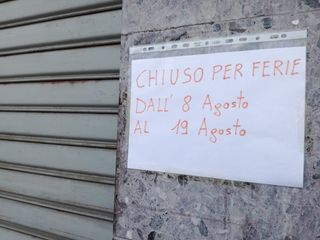 CHIUSO PER FERIE
DALL' 8 Agosto
AL 19 Agosto